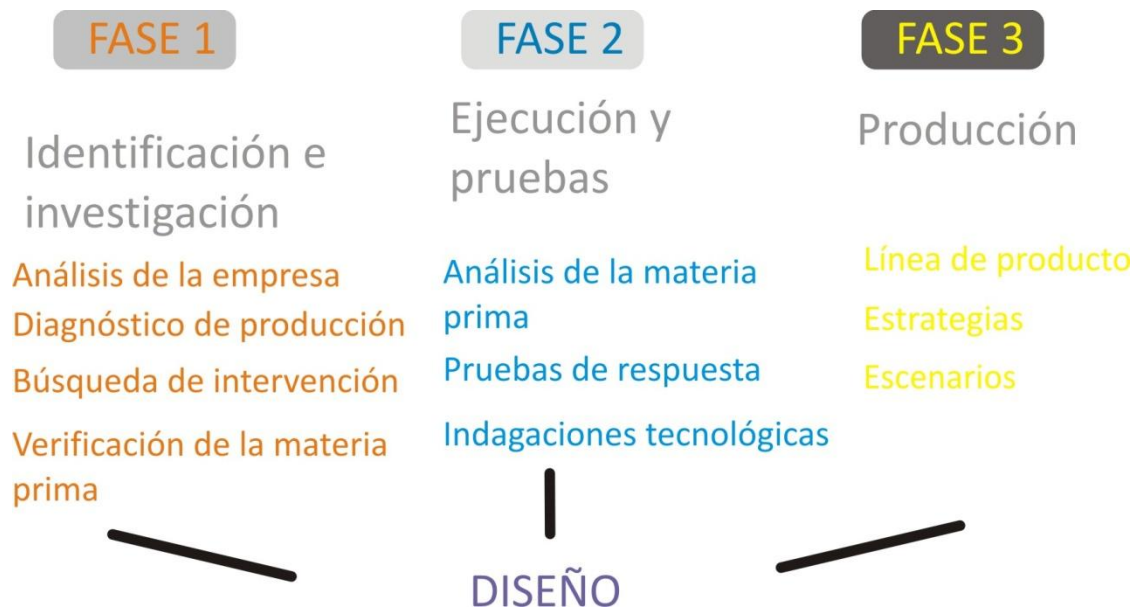 FASE 1
Identificación e
investigación
Análisis de la empresa
Diagnóstico de producción
Búsqueda de intervención
Verificación de la materia
prima
FASE 2
Ejecución y
pruebas
Análisis de la materia
prima
Pruebas de respuesta
Indagaciones tecnológicas
FASE 3
Producción
Línea de producto
Estrategias
Escenarios
DISEÑO